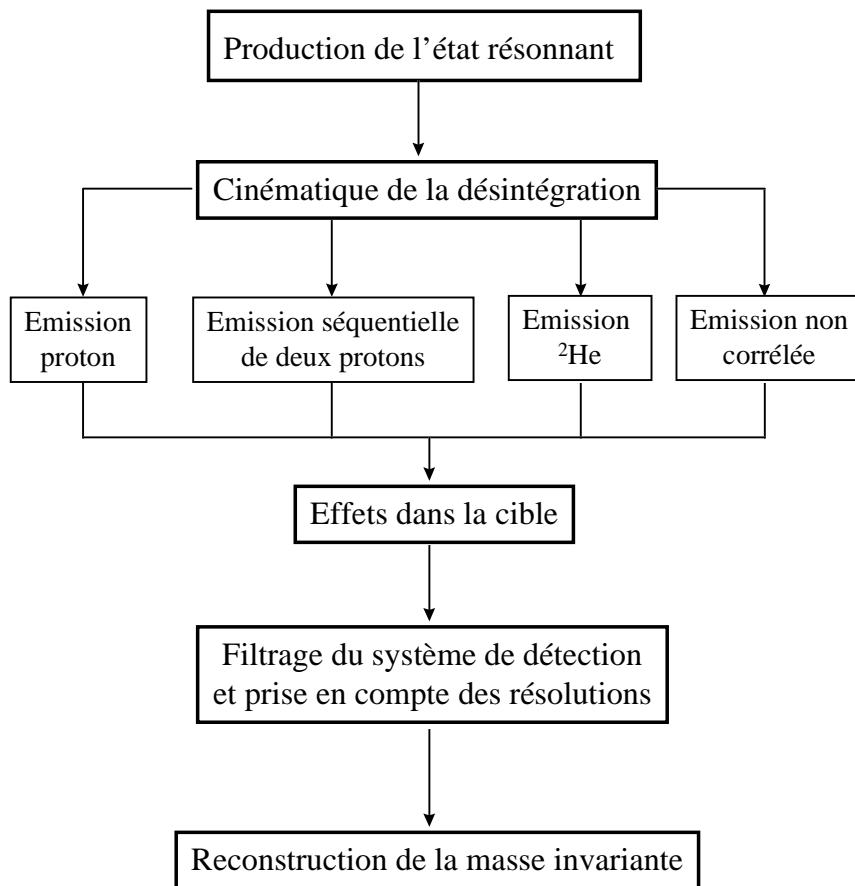 Production de l’état résonnant
Cinématique de la désintégration
Emission
proton
Emission séquentielle
de deux protons
Emission
²He
Emission non
corrélée
Effets dans la cible
Filtrage du système de détection
et prise en compte des résolutions
Reconstruction de la masse invariante